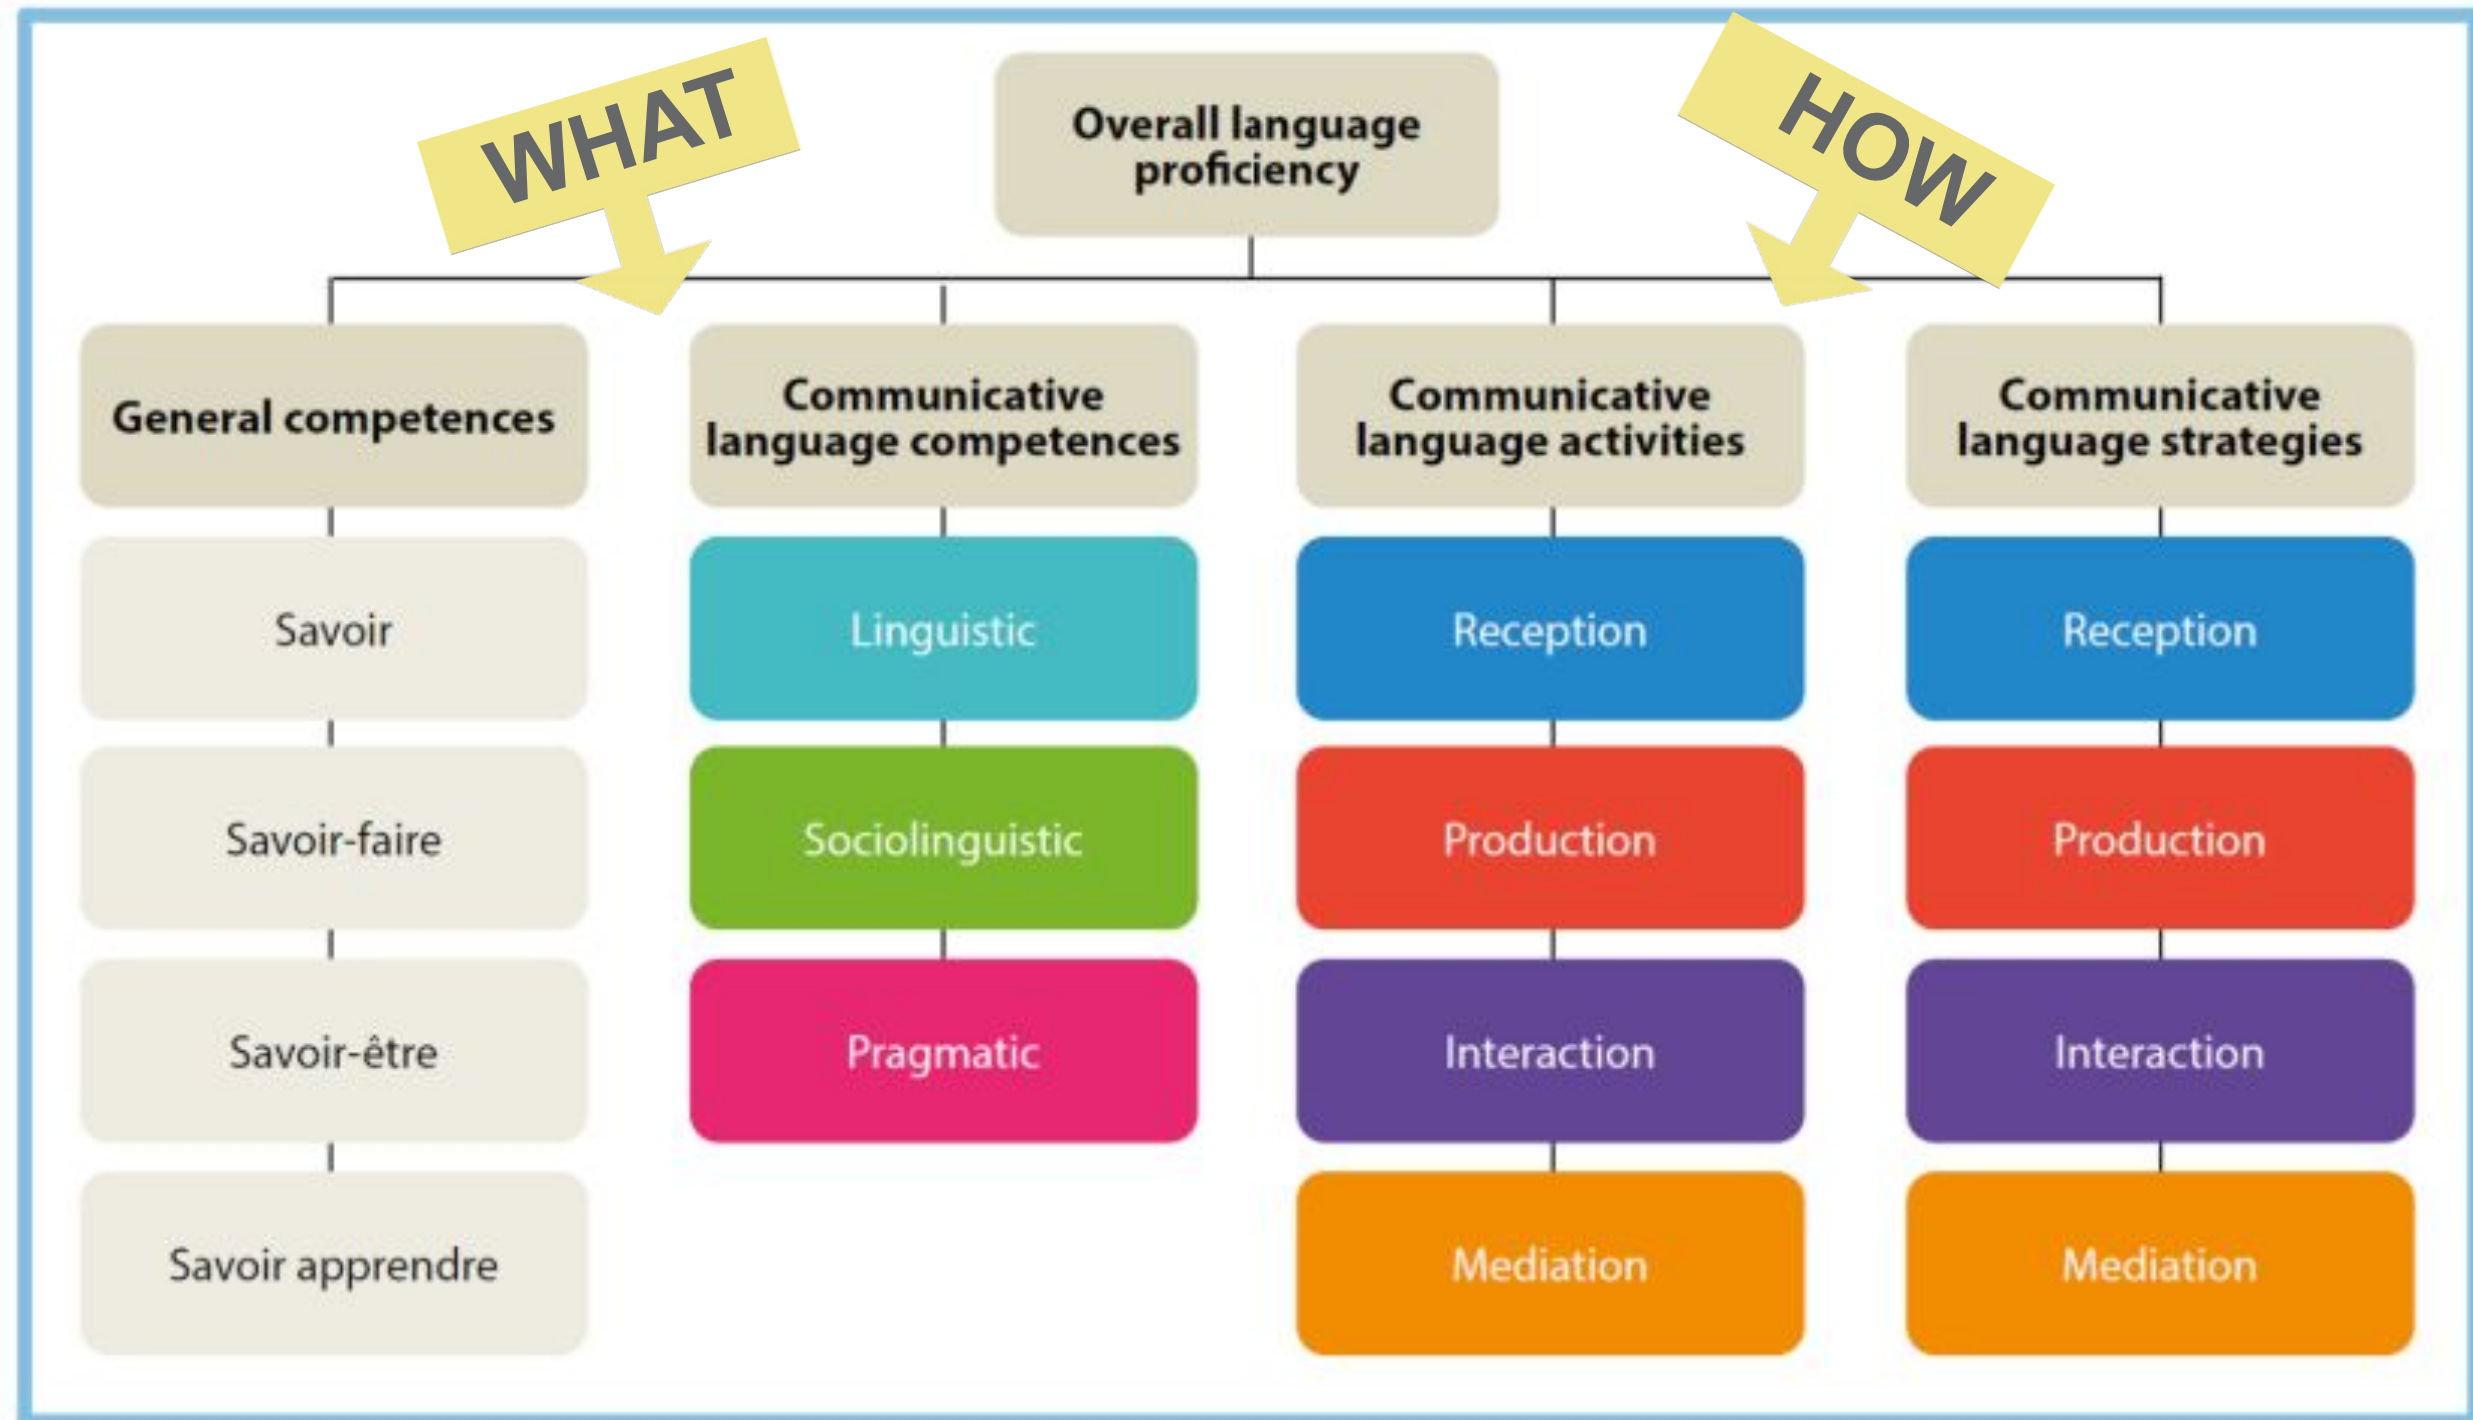 WHAT
HOW
Overall language
proficiency
General competences
Communicative
language competences
Communicative
language activities
Communicative
language strategies
Savoir
Linguistic
Reception
Reception
Savoir-faire
Sociolinguistic
Production
Production
Savoir-être
Pragmatic
Interaction
Interaction
Savoir apprendre
Mediation
Mediation